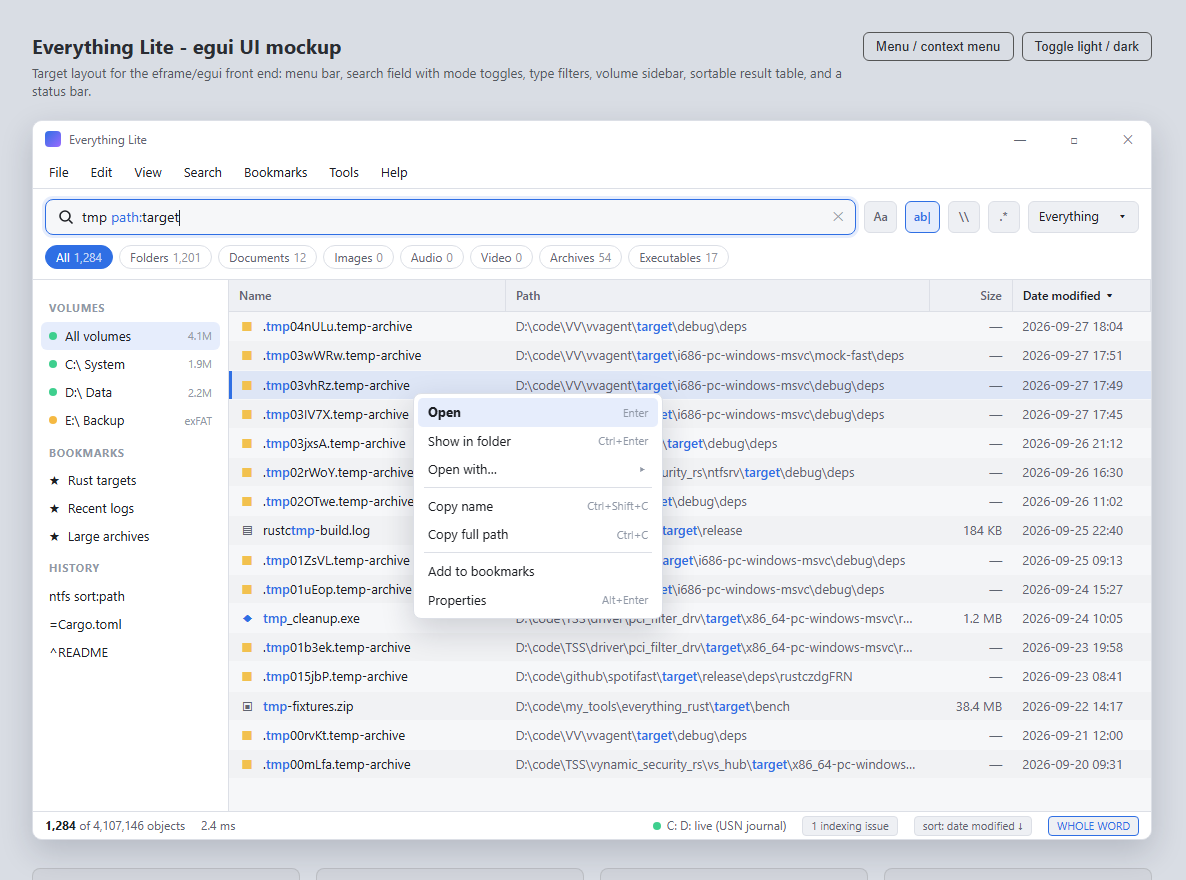 Everything Lite - egui UI mockup
Menu / context menu
Toggle light / dark
Target layout for the eframe/egui front end: menu bar, search field with mode toggles, type filters, volume sidebar, sortable result table, and a
status bar.
Everything Lite
File Edit View Search Bookmarks Tools Help
tmp path:target
Aa ab| \\ .* Everything
All 1,284 Folders 1,201 Documents 12 Images 0 Audio 0 Video 0 Archives 54 Executables 17
VOLUMES
All volumes 4.1M
C:\ System 1.9M
D:\ Data 2.2M
E:\ Backup exFAT
BOOKMARKS
★ Rust targets
★ Recent logs
★ Large archives
HISTORY
ntfs sort:path
=Cargo.toml
^README
Name Path Size Date modified ▼
.tmp04nULu.temp-archive D:\code\VV\vvagent\target\debug\deps — 2026-09-27 18:04
.tmp03wWRw.temp-archive D:\code\VV\vvagent\target\i686-pc-windows-msvc\mock-fast\deps — 2026-09-27 17:51
.tmp03vhRz.temp-archive D:\code\VV\vvagent\target\i686-pc-windows-msvc\debug\deps — 2026-09-27 17:49
.tmp03IV7X.temp-archive et\i686-pc-windows-msvc\debug\deps — 2026-09-27 17:45
.tmp03jxsA.temp-archive \target\debug\deps — 2026-09-26 21:12
.tmp02rwoY.temp-archive urity_rs\ntfsrv\target\debug\deps — 2026-09-26 16:30
.tmp02OTwe.temp-archive et\debug\deps — 2026-09-26 11:02
rustctmp-build.log target\release 184 KB 2026-09-25 22:40
.tmp01ZsVL.temp-archive arget\i686-pc-windows-msvc\debug\deps — 2026-09-25 09:13
.tmp01uEop.temp-archive et\i686-pc-windows-msvc\debug\deps — 2026-09-24 15:27
tmp_cleanup.exe D:\code\TSS\driver\pci_filter_drv\target\x86_64-pc-windows-msvc\r... 1.2 MB 2026-09-24 10:05
.tmp01b3ek.temp-archive D:\code\TSS\driver\pci_filter_drv\target\x86_64-pc-windows-msvc\r... — 2026-09-23 19:58
.tmp015jbP.temp-archive D:\code\github\spotifast\target\release\deps\rustczdgFRN — 2026-09-23 08:41
tmp-fixtures.zip D:\code\my_tools\everything_rust\target\bench 38.4 MB 2026-09-22 14:17
.tmp00rvKt.temp-archive D:\code\VV\vvagent\target\debug\deps — 2026-09-21 12:00
.tmp00mLfa.temp-archive D:\code\TSS\vynamic_security_rs\vs_hub\target\x86_64-pc-windows... — 2026-09-20 09:31
Open Enter
Show in folder Ctrl+Enter
Open with...
Copy name Ctrl+Shift+C
Copy full path Ctrl+C
Add to bookmarks
Properties Alt+Enter
1,284 of 4,107,146 objects 2.4 ms
C: D: live (USN journal) 1 indexing issue sort: date modified ↓ WHOLE WORD